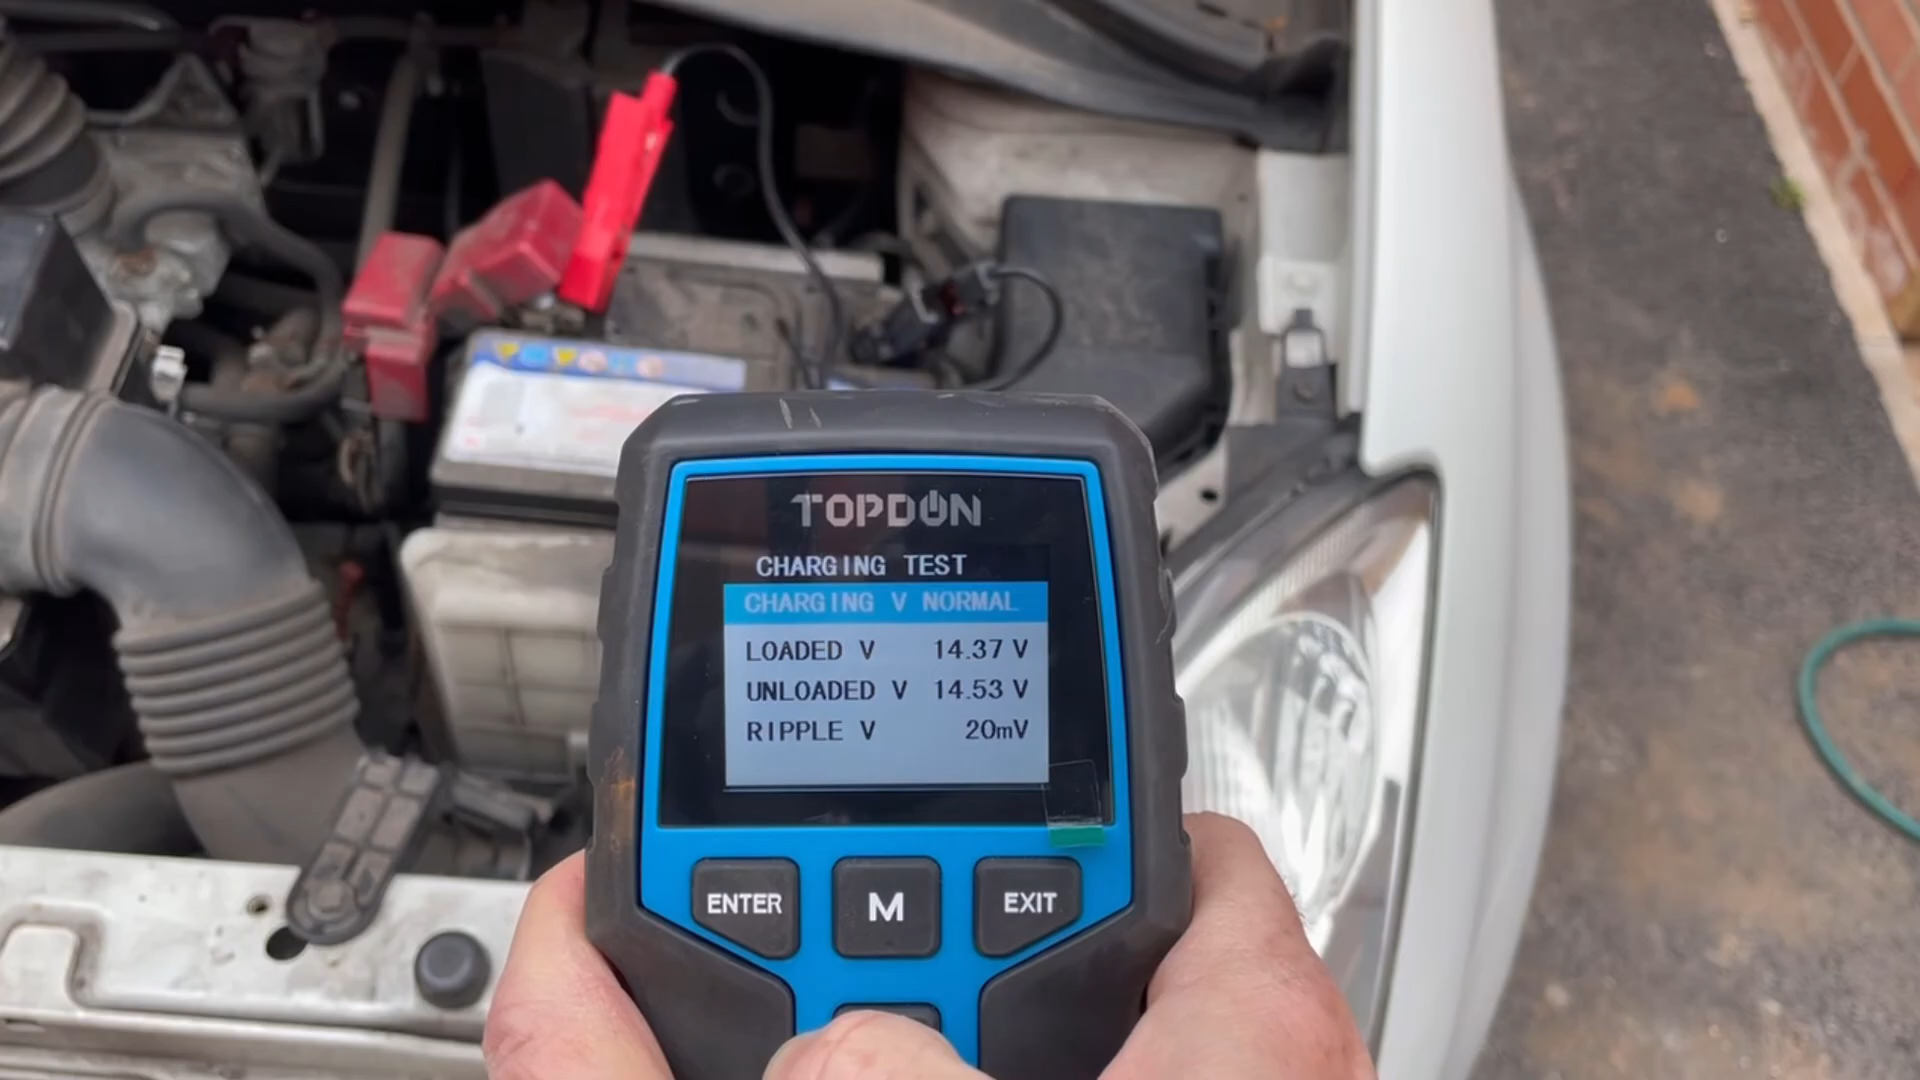 TOPDON
CHARGING TEST
CHARGING V NORMAL
LOADED V 14.37 V
UNLOADED V 14.53 V
RIPPLE V 20mV
ENTER
M
EXIT